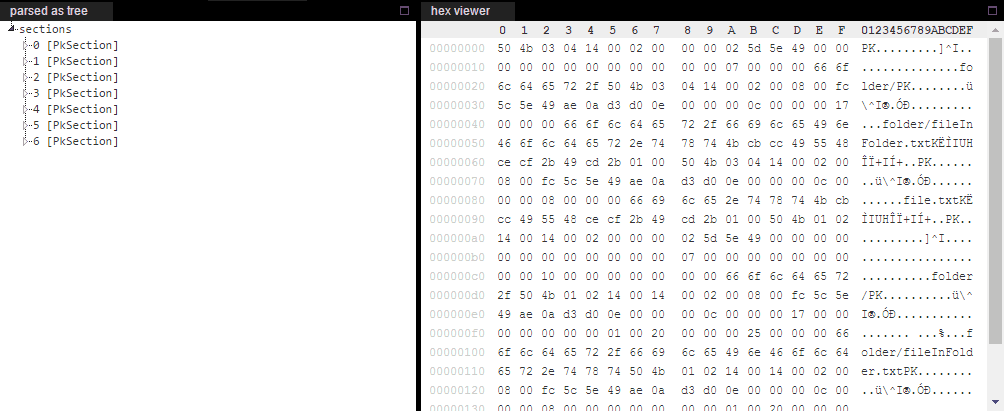 parsed as tree
sections
0 [PkSection]
1 [PkSection]
2 [PkSection]
3 [PkSection]
4 [PkSection]
5 [PkSection]
6 [PkSection]
hex viewer
0 1 2 3 4 5 6 7 8 9 A B C D E F 0123456789ABCDEF
00000000 50 4b 03 04 14 00 02 00 00 00 02 5d 5e 49 00 00 PK.........]^I..
00000010 00 00 00 00 00 00 00 00 00 00 07 00 00 00 66 6f ..............fo
00000020 6c 64 65 72 2f 50 4b 03 04 14 00 02 00 08 00 fc lder/PK........ü
00000030 5c 5e 49 ae 0a d3 d0 0e 00 00 00 0c 00 00 00 17 \^I®.ÓÐ.........
00000040 00 00 00 66 6f 6c 64 65 72 2f 66 69 6c 65 49 6e ...folder/fileIn
00000050 46 6f 6c 64 65 72 2e 74 78 74 4b cb cc 49 55 48 Folder.txtKËÌIUH
00000060 ce cf 2b 49 cd 2b 01 00 50 4b 03 04 14 00 02 00 ÎÏ+IÍ+..PK......
00000070 08 00 fc 5c 5e 49 ae 0a d3 d0 0e 00 00 00 0c 00 ..ü\^I®.ÓÐ......
00000080 00 00 08 00 00 00 66 69 6c 65 2e 74 78 74 4b cb ......file.txtKË
00000090 cc 49 55 48 ce cf 2b 49 cd 2b 01 00 50 4b 01 02 ÌIUHÎÏ+IÍ+..PK..
000000a0 14 00 14 00 02 00 00 00 02 5d 5e 49 00 00 00 00 .........]^I....
000000b0 00 00 00 00 00 00 00 00 07 00 00 00 00 00 00 00 ................
000000c0 00 00 10 00 00 00 00 00 00 00 66 6f 6c 64 65 72 ..........folder
000000d0 2f 50 4b 01 02 14 00 14 00 02 00 08 00 fc 5c 5e /PK..........ü\^
000000e0 49 ae 0a d3 d0 0e 00 00 00 0c 00 00 00 17 00 00 I®.ÓÐ...........
000000f0 00 00 00 00 00 01 00 20 00 00 00 25 00 00 00 66 ....... ...%...f
00000100 6f 6c 64 65 72 2f 66 69 6c 65 49 6e 46 6f 6c 64 older/fileInFold
00000110 65 72 2e 74 78 74 50 4b 01 02 14 00 14 00 02 00 er.txtPK........
00000120 08 00 fc 5c 5e 49 ae 0a d3 d0 0e 00 00 00 0c 00 ..ü\^I®.ÓÐ......
00000130 00 00 08 00 00 00 00 00 00 00 01 00 20 00 00 00